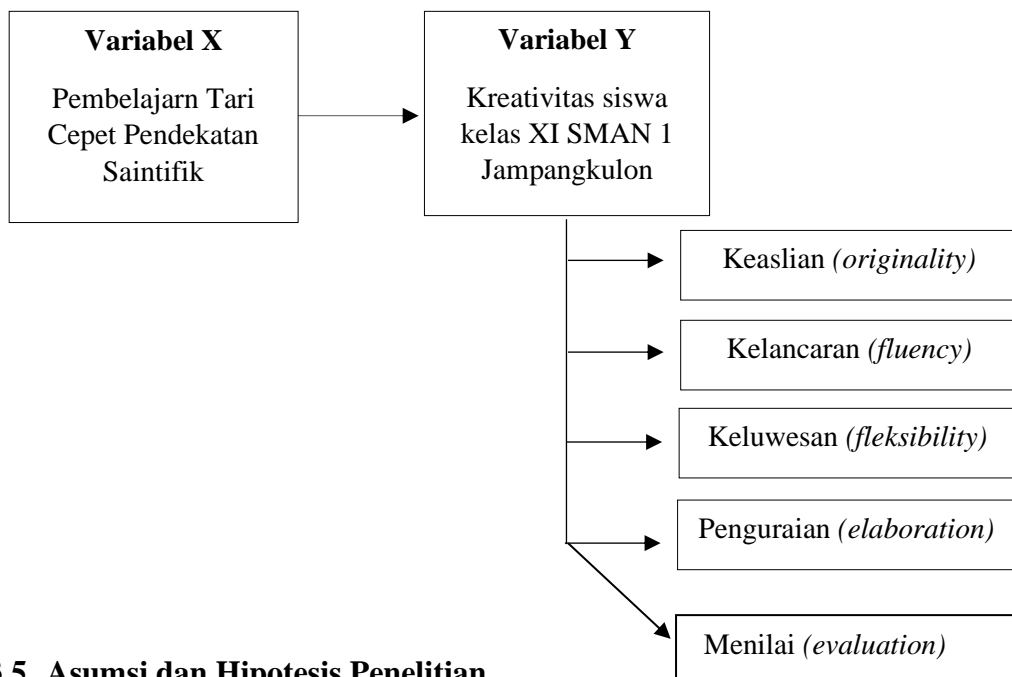 Variabel X
Pembelajarn Tari
Cepet Pendekatan
Saintifik
Variabel Y
Kreativitas siswa
kelas XI SMAN 1
Jampangkulon
Keaslian (originality)
Kelancaran (fluency)
Keluwesan (fleksibility)
Penguraian (elaboration)
Menilai (evaluation)
5 Asumsi dan Hipotesis Penelitian